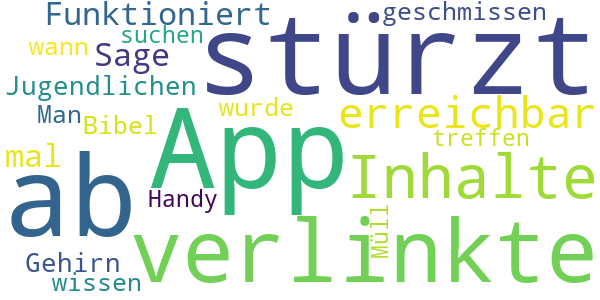 Funktioniert geschmissen
suchen
wann Sage stürzt
Jugendlichen
Man Bibel wurde erreichbar
App
mal treffen
ab Handy Inhalte
Müll
Gehirn verlinkte
wissen